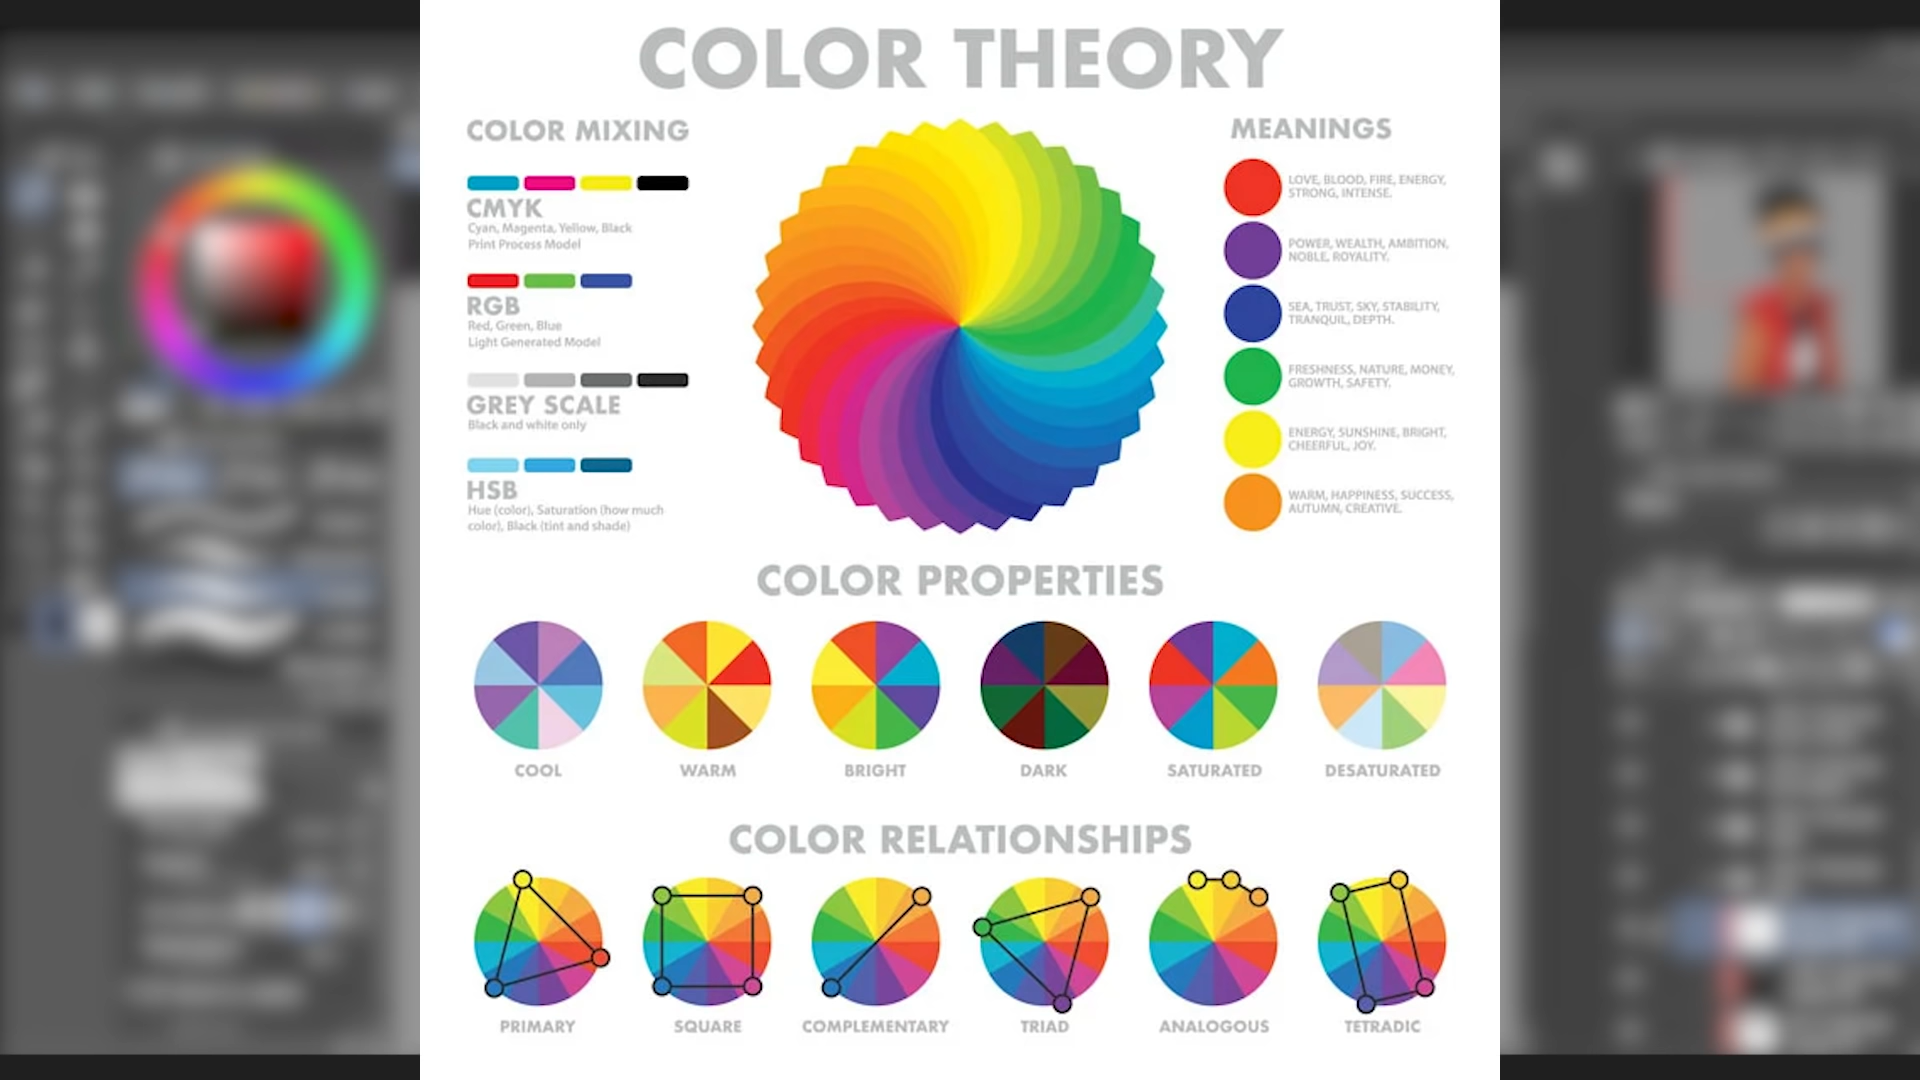 COLOR THEORY
COLOR MIXING
CMYK
Cyan, Magenta, Yellow, Black
Print Process Model
RGB
Red, Green, Blue
Light Generated Model
GREY SCALE
Black and white only
HSB
Hue (color), Saturation (how much
color), Black (tint and shade)
MEANINGS
LOVE, BLOOD, FIRE, ENERGY,
STRONG, INTENSE.
POWER, WEALTH, AMBITION,
NOBLE, ROYALITY.
SEA, TRUST, SKY, STABILITY,
TRANQUIL, DEPTH.
FRESHNESS, NATURE, MONEY,
GROWTH, SAFETY.
ENERGY, SUNSHINE, BRIGHT,
CHEERFUL, JOY.
WARM, HAPPINESS, SUCCESS,
AUTUMN, CREATIVE.
COLOR PROPERTIES
COOL
WARM
BRIGHT
DARK
SATURATED
DESATURATED
COLOR RELATIONSHIPS
PRIMARY
SQUARE
COMPLEMENTARY
TRIAD
ANALOGOUS
TETRADIC